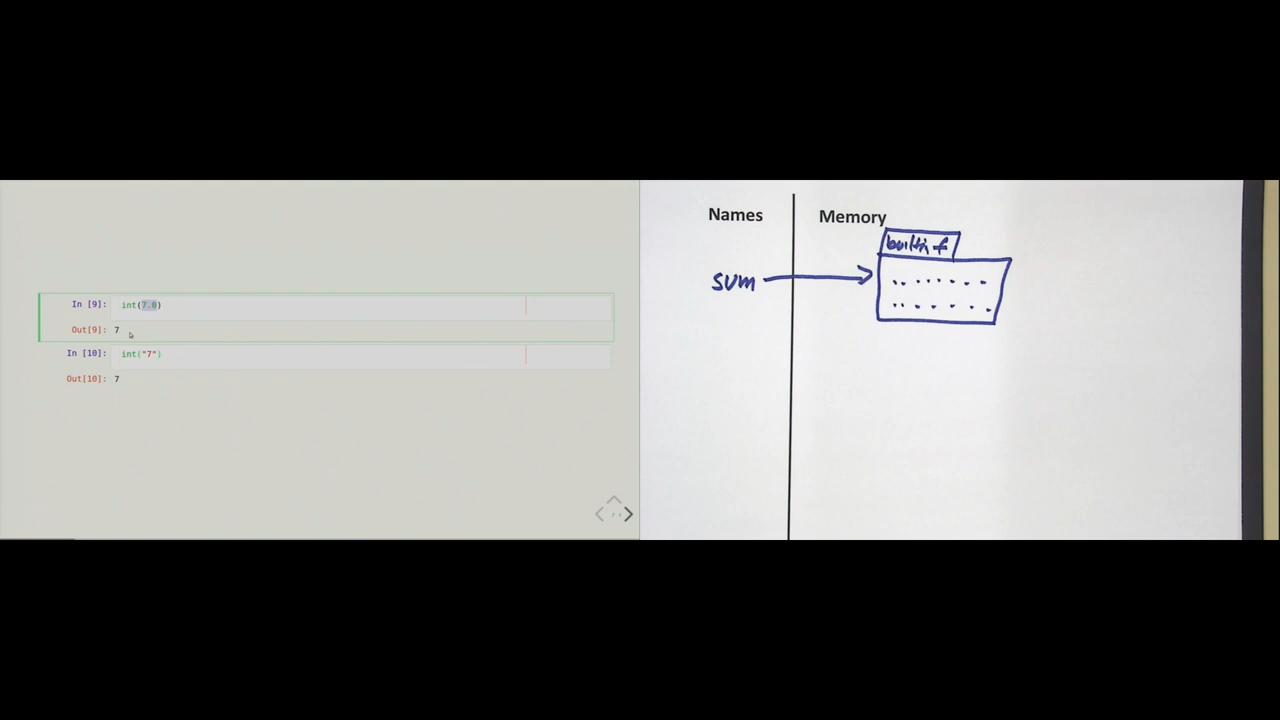 In [9]: int(7.0)
Out[9]: 7
In [10]: int("7")
Out[10]: 7
Names Memory
builtin f
sum